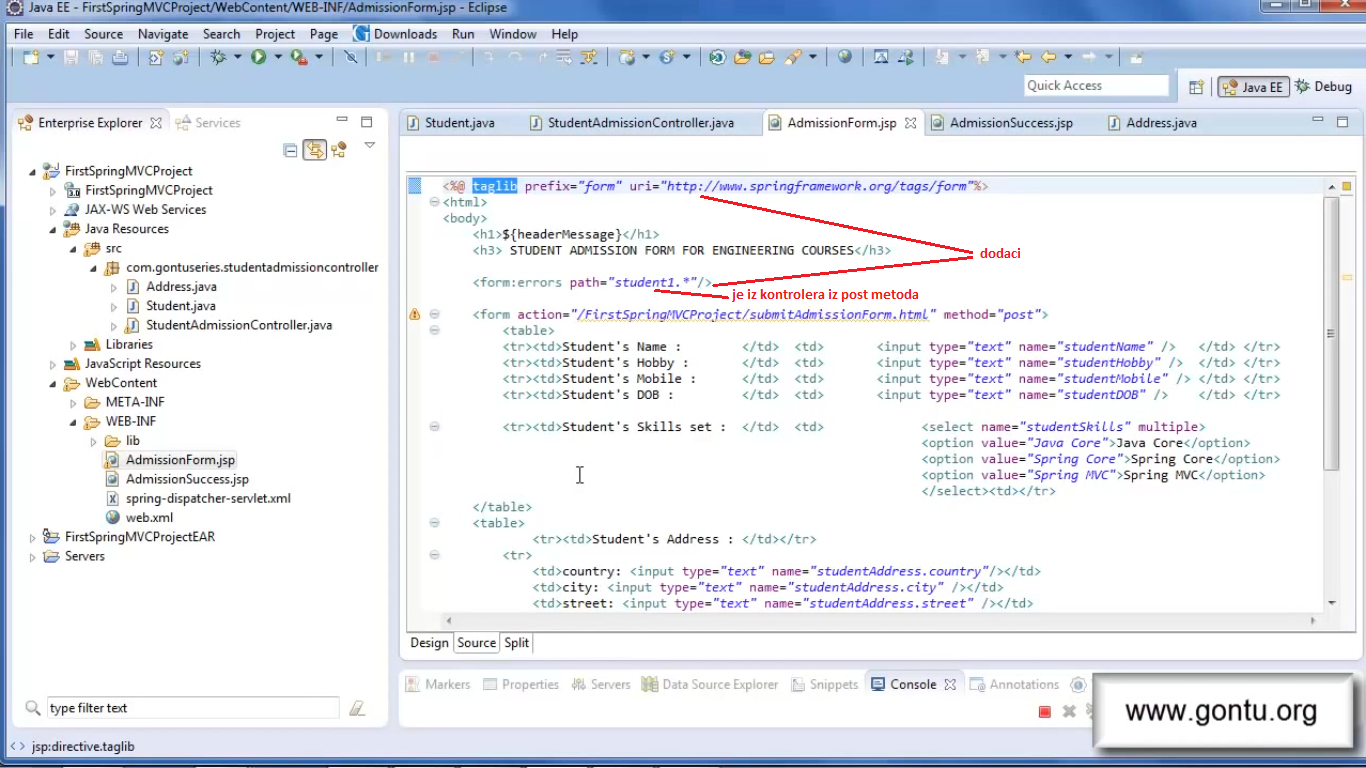 Java EE - FirstSpringMVCProject/WebContent/WEB-INF/AdmissionForm.jsp - Eclipse
File Edit Source Navigate Search Project Page Downloads Run Window Help
Quick Access
Java EE
Debug
Enterprise Explorer
Services
FirstSpringMVCProject
FirstSpringMVCProject
JAX-WS Web Services
Java Resources
src
com.gontuseries.studentadmissioncontroller
Address.java
Student.java
StudentAdmissionController.java
Libraries
JavaScript Resources
WebContent
META-INF
WEB-INF
lib
AdmissionForm.jsp
AdmissionSuccess.jsp
spring-dispatcher-servlet.xml
web.xml
FirstSpringMVCProjectEAR
Servers
type filter text
Student.java StudentAdmissionController.java AdmissionForm.jsp AdmissionSuccess.jsp Address.java
<%@ taglib prefix="form" uri="http://www.springframework.org/tags/form"%>
<html>
<body>
<h1>${headerMessage}</h1>
<h3> STUDENT ADMISSION FORM FOR ENGINEERING COURSES</h3>
dodaci
<form:errors path="student1.*"/>
je iz kontrolera iz post metoda
<form action="/FirstSpringMVCProject/submitAdmissionForm.html" method="post">
<table>
<tr><td>Student's Name : </td> <td> <input type="text" name="studentName" /> </td> </tr>
<tr><td>Student's Hobby : </td> <td> <input type="text" name="studentHobby" /> </td> </tr>
<tr><td>Student's Mobile : </td> <td> <input type="text" name="studentMobile" /> </td> </tr>
<tr><td>Student's DOB : </td> <td> <input type="text" name="studentDOB" /> </td> </tr>
<tr><td>Student's Skills set : </td> <td> <select name="studentSkills" multiple>
<option value="Java Core">Java Core</option>
<option value="Spring Core">Spring Core</option>
<option value="Spring MVC">Spring MVC</option>
</select><td></tr>
</table>
<table>
<tr><td>Student's Address : </td></tr>
<tr>
<td>country: <input type="text" name="studentAddress.country"/></td>
<td>city: <input type="text" name="studentAddress.city" /></td>
<td>street: <input type="text" name="studentAddress.street" /></td>
Design Source Split
Markers Properties Servers Data Source Explorer Snippets Console Annotations
www.gontu.org
jsp:directive.taglib